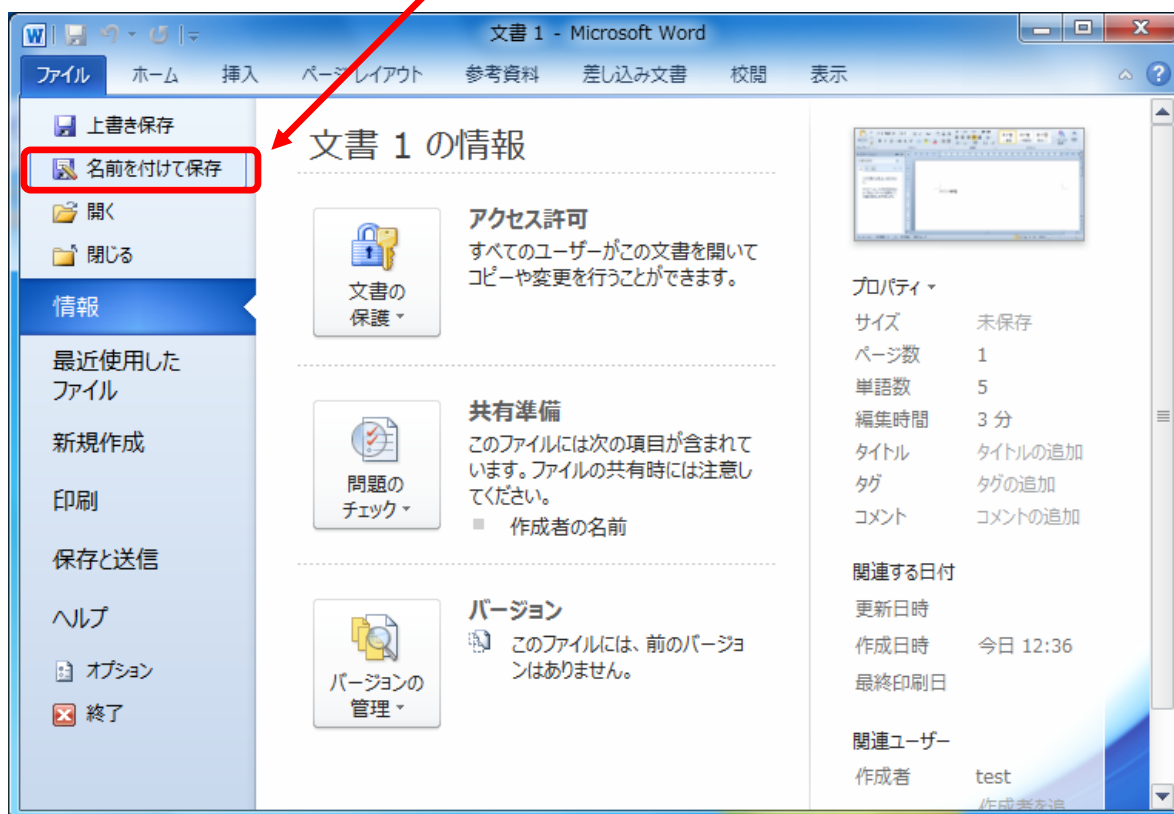 文書 1 - Microsoft Word
ファイル ホーム 挿入 ページ レイアウト 参考資料 差し込み文書 校閲 表示
上書き保存
名前を付けて保存
開く
閉じる
情報
最近使用した
ファイル
新規作成
印刷
保存と送信
ヘルプ
オプション
終了
文書 1 の情報
文書の
保護
アクセス許可
すべてのユーザーがこの文書を開いて
コピーや変更を行うことができます。
問題の
チェック
共有準備
このファイルには次の項目が含まれて
います。ファイルの共有時には注意し
てください。
作成者の名前
バージョンの
管理
バージョン
このファイルには、前のバージョ
ンはありません。
プロパティ
サイズ 未保存
ページ数 1
単語数 5
編集時間 3 分
タイトル タイトルの追加
タグ タグの追加
コメント コメントの追加
関連する日付
更新日時
作成日時 今日 12:36
最終印刷日
関連ユーザー
作成者 test
作成者を追